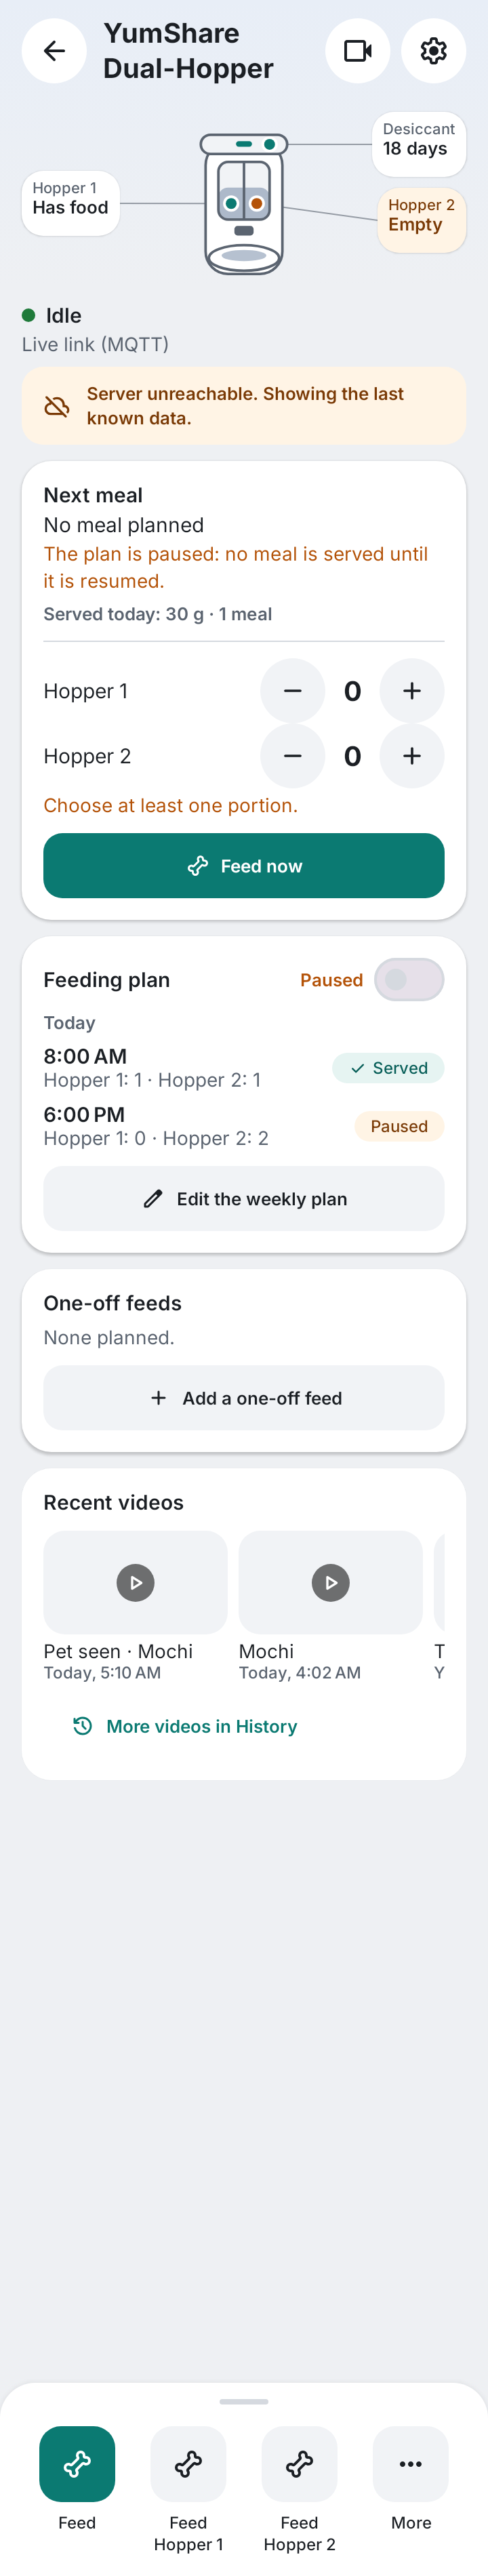 YumShare
Dual-Hopper
Desiccant
18 days
Hopper 1
Has food
Hopper 2
Empty
Idle
Live link (MQTT)
Server unreachable. Showing the last
known data.
Next meal
No meal planned
The plan is paused: no meal is served until
it is resumed.
Served today: 30 g · 1 meal
Hopper 1
0
Hopper 2
0
Choose at least one portion.
Feed now
Feeding plan
Paused
Today
8:00 AM
Hopper 1: 1 · Hopper 2: 1
Served
6:00 PM
Hopper 1: 0 · Hopper 2: 2
Paused
Edit the weekly plan
One-off feeds
None planned.
Add a one-off feed
Recent videos
Pet seen · Mochi
Today, 5:10 AM
Mochi
Today, 4:02 AM
T
Y
More videos in History
Feed
Feed
Hopper 1
Feed
Hopper 2
More